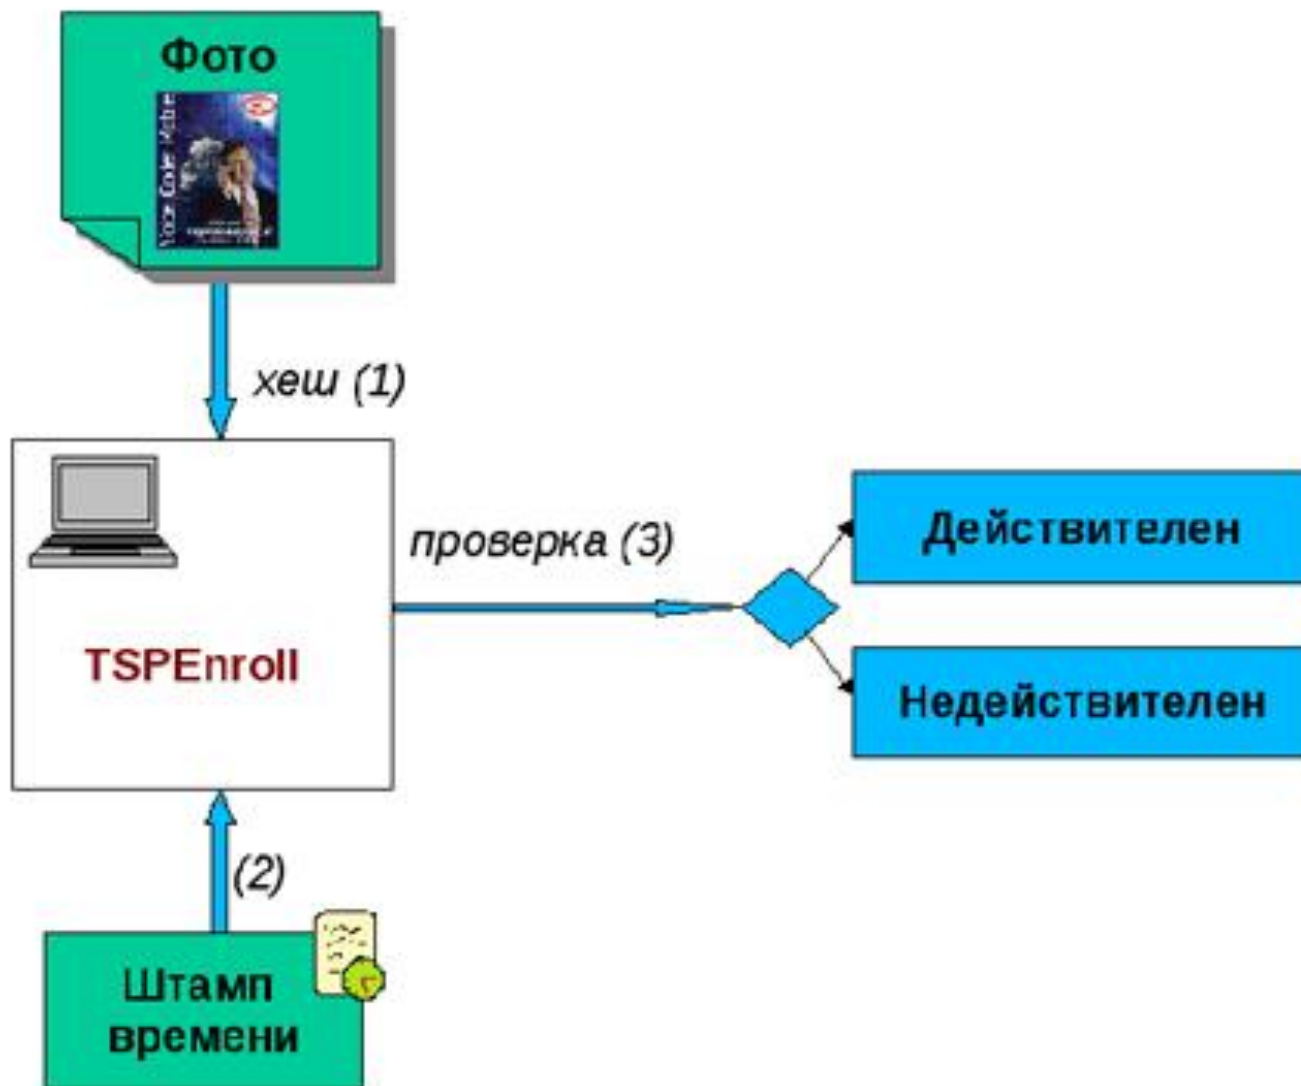 Фото
хеш (1)
проверка (3)
Действителен
TSPEnroll
Недействителен
(2)
Штамп
времени